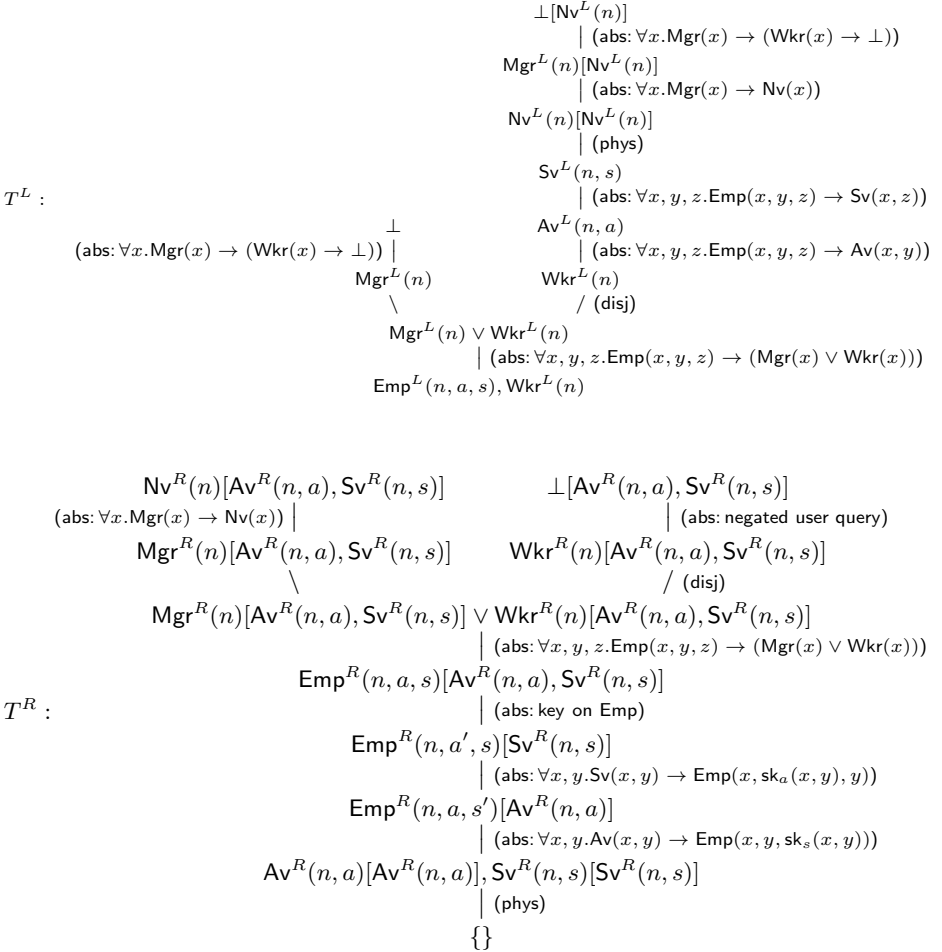 ⊥[Nv^L(n)]
(abs: ∀x.Mgr(x) → (Wkr(x) → ⊥))
Mgr^L(n)[Nv^L(n)]
(abs: ∀x.Mgr(x) → Nv(x))
Nv^L(n)[Nv^L(n)]
(phys)
Sv^L(n, s)
T^L : (abs: ∀x, y, z.Emp(x, y, z) → Sv(x, z))
⊥ Av^L(n, a)
(abs: ∀x.Mgr(x) → (Wkr(x) → ⊥)) (abs: ∀x, y, z.Emp(x, y, z) → Av(x, y))
Mgr^L(n) Wkr^L(n)
\ / (disj)
Mgr^L(n) ∨ Wkr^L(n)
(abs: ∀x, y, z.Emp(x, y, z) → (Mgr(x) ∨ Wkr(x)))
Emp^L(n, a, s), Wkr^L(n)
Nv^R(n)[Av^R(n, a), Sv^R(n, s)] ⊥[Av^R(n, a), Sv^R(n, s)]
(abs: ∀x.Mgr(x) → Nv(x)) (abs: negated user query)
Mgr^R(n)[Av^R(n, a), Sv^R(n, s)] Wkr^R(n)[Av^R(n, a), Sv^R(n, s)]
\ / (disj)
Mgr^R(n)[Av^R(n, a), Sv^R(n, s)] ∨ Wkr^R(n)[Av^R(n, a), Sv^R(n, s)]
(abs: ∀x, y, z.Emp(x, y, z) → (Mgr(x) ∨ Wkr(x)))
Emp^R(n, a, s)[Av^R(n, a), Sv^R(n, s)]
T^R : (abs: key on Emp)
Emp^R(n, a′, s)[Sv^R(n, s)]
(abs: ∀x, y.Sv(x, y) → Emp(x, sk_a(x, y), y))
Emp^R(n, a, s′)[Av^R(n, a)]
(abs: ∀x, y.Av(x, y) → Emp(x, y, sk_s(x, y)))
Av^R(n, a)[Av^R(n, a)], Sv^R(n, s)[Sv^R(n, s)]
(phys)
{}